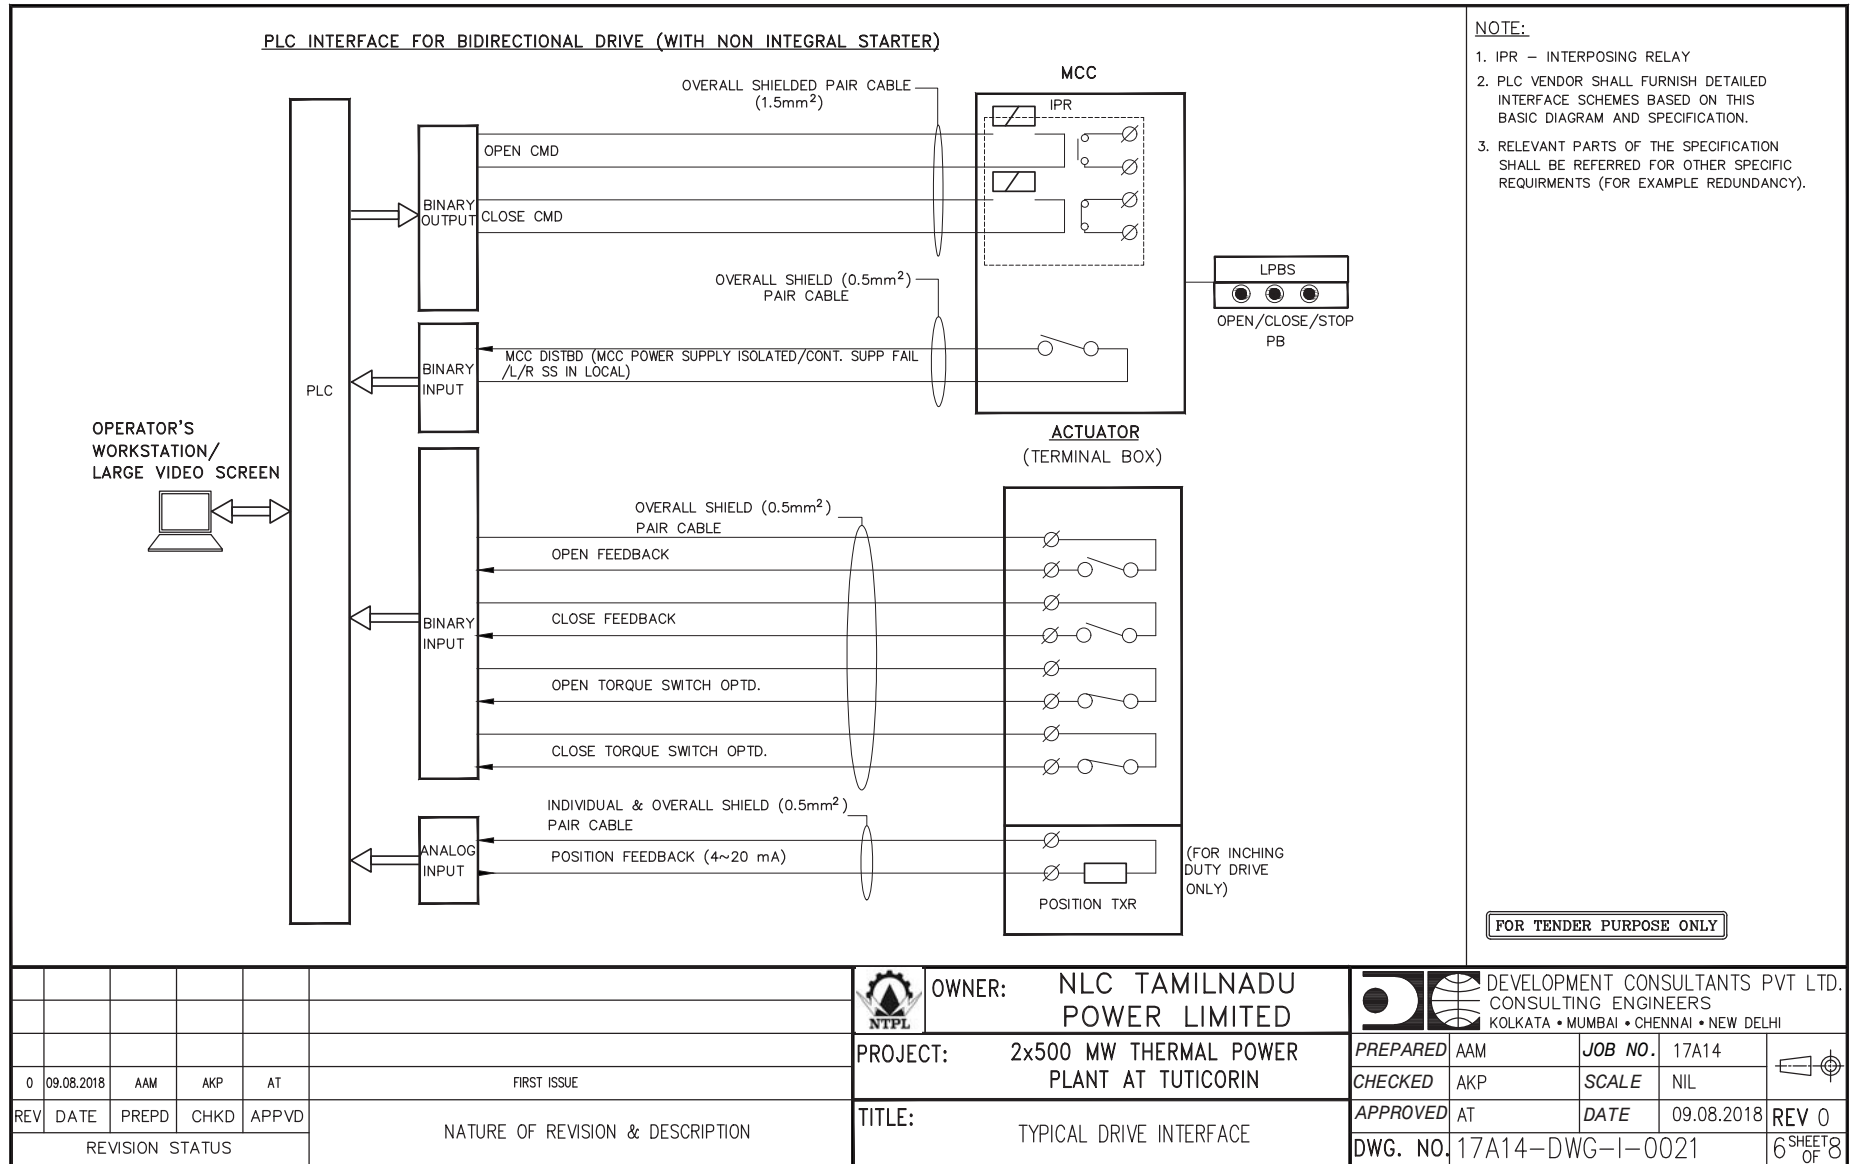 PLC INTERFACE FOR BIDIRECTIONAL DRIVE (WITH NON INTEGRAL STARTER)
OVERALL SHIELDED PAIR CABLE
(1.5mm²)
MCC
IPR
OPEN CMD
BINARY
OUTPUT
CLOSE CMD
OVERALL SHIELD (0.5mm²)
PAIR CABLE
LPBS
OPEN/CLOSE/STOP
PB
MCC DISTBD (MCC POWER SUPPLY ISOLATED/CONT. SUPP FAIL
/L/R SS IN LOCAL)
BINARY
INPUT
PLC
OPERATOR'S
WORKSTATION/
LARGE VIDEO SCREEN
ACTUATOR
(TERMINAL BOX)
OVERALL SHIELD (0.5mm²)
PAIR CABLE
OPEN FEEDBACK
CLOSE FEEDBACK
BINARY
INPUT
OPEN TORQUE SWITCH OPTD.
CLOSE TORQUE SWITCH OPTD.
INDIVIDUAL & OVERALL SHIELD (0.5mm²)
PAIR CABLE
ANALOG
INPUT
POSITION FEEDBACK (4~20 mA)
POSITION TXR
(FOR INCHING
DUTY DRIVE
ONLY)
NOTE:
1. IPR – INTERPOSING RELAY
2. PLC VENDOR SHALL FURNISH DETAILED
INTERFACE SCHEMES BASED ON THIS
BASIC DIAGRAM AND SPECIFICATION.
3. RELEVANT PARTS OF THE SPECIFICATION
SHALL BE REFERRED FOR OTHER SPECIFIC
REQUIRMENTS (FOR EXAMPLE REDUNDANCY).
FOR TENDER PURPOSE ONLY
0 09.08.2018 AAM AKP AT FIRST ISSUE
REV DATE PREPD CHKD APPVD
REVISION STATUS
NATURE OF REVISION & DESCRIPTION
NTPL
OWNER: NLC TAMILNADU
POWER LIMITED
PROJECT: 2x500 MW THERMAL POWER
PLANT AT TUTICORIN
TITLE: TYPICAL DRIVE INTERFACE
DEVELOPMENT CONSULTANTS PVT LTD.
CONSULTING ENGINEERS
KOLKATA • MUMBAI • CHENNAI • NEW DELHI
PREPARED AAM JOB NO. 17A14
CHECKED AKP SCALE NIL
APPROVED AT DATE 09.08.2018 REV 0
DWG. NO. 17A14-DWG-I-0021 6 SHEET OF 8